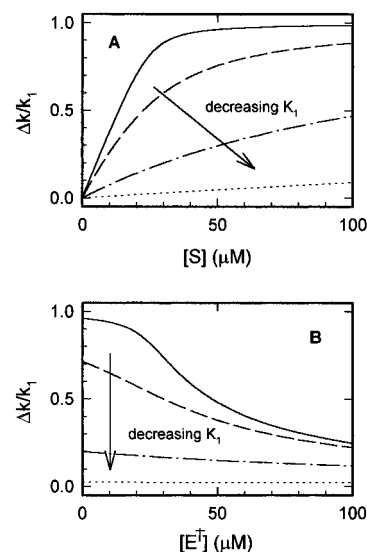 A
1.0
Δk/k₁
0.5
decreasing K₁
0.0
0 50 100
[S] (μM)
1.0
B
Δk/k₁
0.5
decreasing K₁
0.0
0 50 100
[E†] (μM)